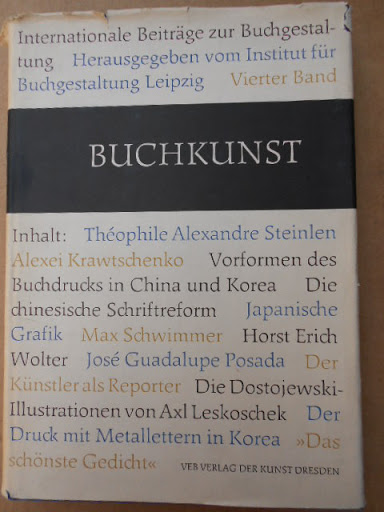 Internationale Beiträge zur Buchgestal-
tung Herausgegeben vom Institut für
Buchgestaltung Leipzig Vierter Band
BUCHKUNST
Inhalt: Théophile Alexandre Steinlen
Alexei Krawtschenko Vorformen des
Buchdrucks in China und Korea Die
chinesische Schriftreform Japanische
Grafik Max Schwimmer Horst Erich
Wolter José Guadalupe Posada Der
Künstler als Reporter Die Dostojewski-
Illustrationen von Axl Leskoschek Der
Druck mit Metallettern in Korea »Das
schönste Gedicht« VEB VERLAG DER KUNST DRESDEN